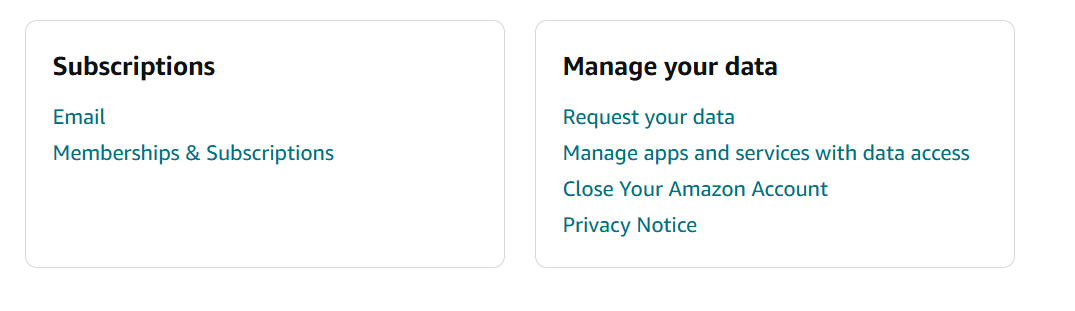 Subscriptions
Email
Memberships & Subscriptions
Manage your data
Request your data
Manage apps and services with data access
Close Your Amazon Account
Privacy Notice